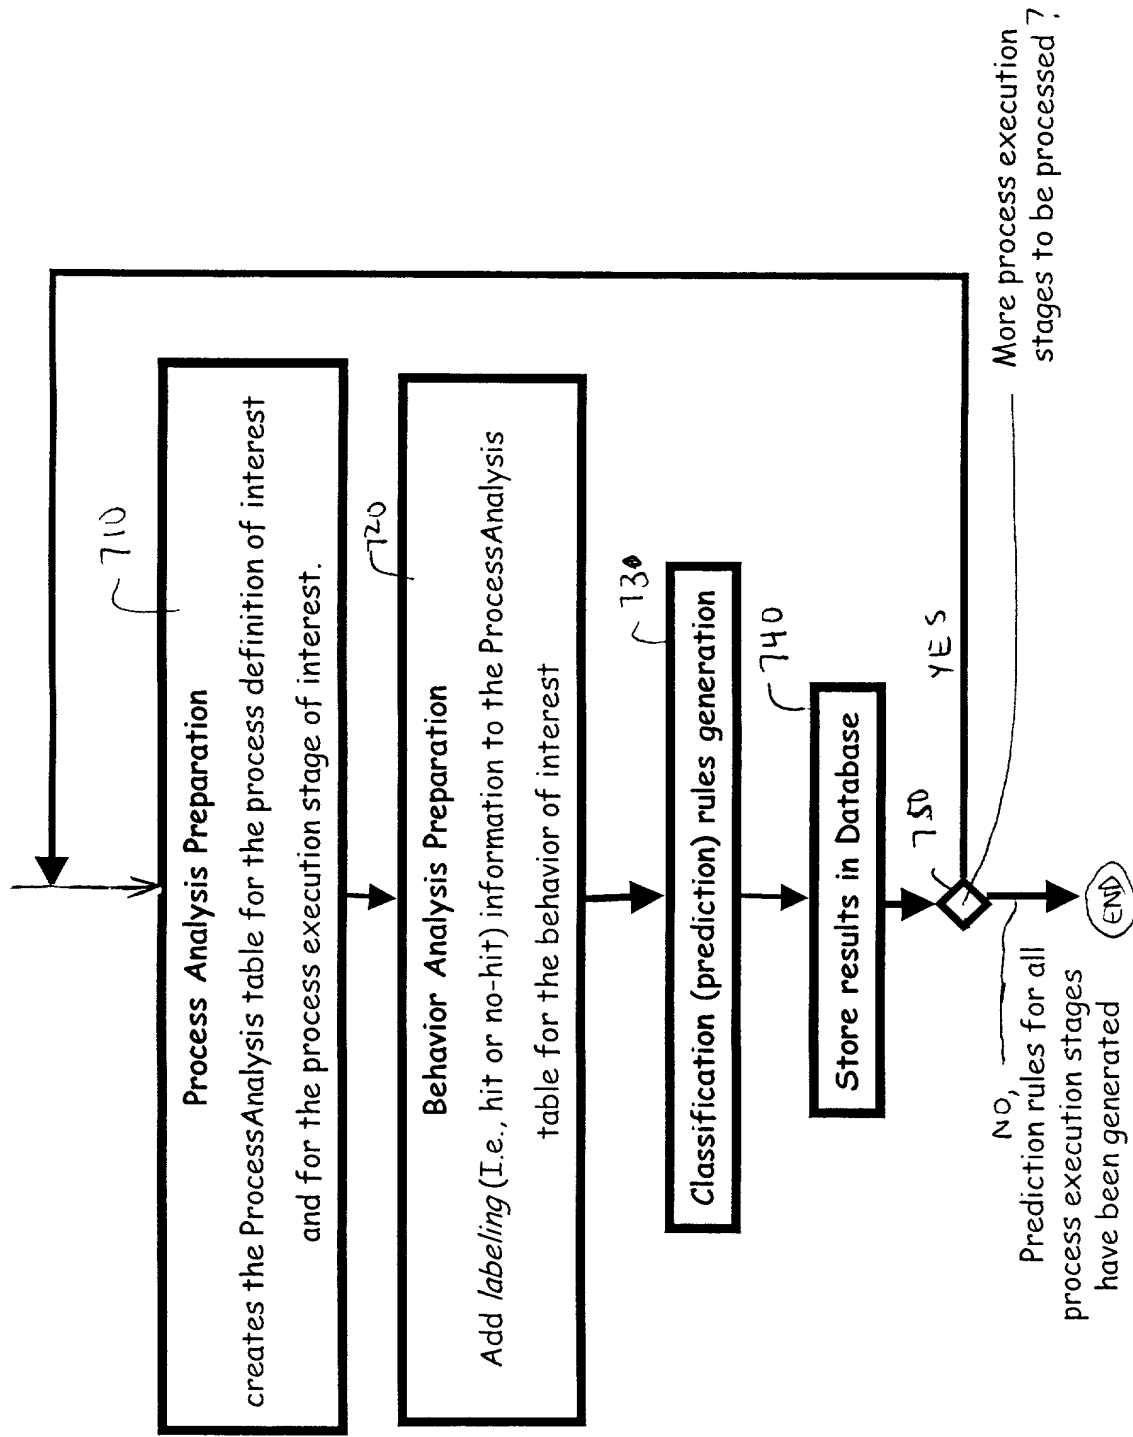 710
Process Analysis Preparation
creates the ProcessAnalysis table for the process definition of interest
and for the process execution stage of interest.
720
Behavior Analysis Preparation
Add labeling (I.e., hit or no-hit) information to the ProcessAnalysis
table for the behavior of interest
730
Classification (prediction) rules generation
740
Store results in Database
750
YES
More process execution
stages to be processed ?
NO,
Prediction rules for all
process execution stages
have been generated
END